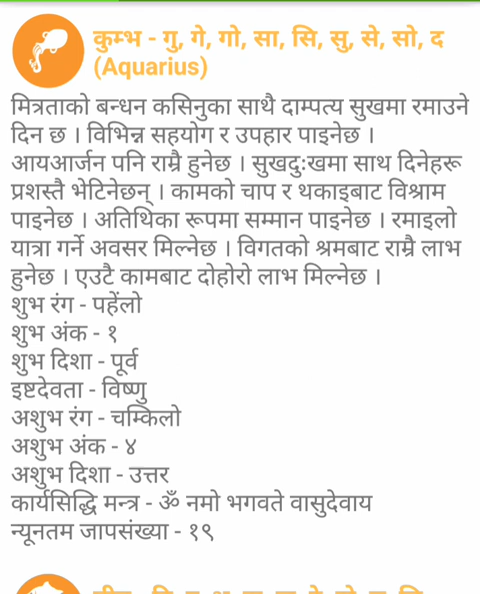 कुम्भ - गु, गे, गो, सा, सि, सु, से, सो, द
(Aquarius)
मित्रताको बन्धन कसिनुका साथै दाम्पत्य सुखमा रमाउने
दिन छ । विभिन्न सहयोग र उपहार पाइनेछ ।
आयआर्जन पनि राम्रै हुनेछ । सुखदुःखमा साथ दिनेहरू
प्रशस्तै भेटिनेछन् । कामको चाप र थकाइबाट विश्राम
पाइनेछ । अतिथिका रूपमा सम्मान पाइनेछ । रमाइलो
यात्रा गर्ने अवसर मिल्नेछ । विगतको श्रमबाट राम्रै लाभ
हुनेछ । एउटै कामबाट दोहोरो लाभ मिल्नेछ ।
शुभ रंग - पहेंलो
शुभ अंक - १
शुभ दिशा - पूर्व
इष्टदेवता - विष्णु
अशुभ रंग - चम्किलो
अशुभ अंक - ४
अशुभ दिशा - उत्तर
कार्यसिद्धि मन्त्र - ॐ नमो भगवते वासुदेवाय
न्यूनतम जापसंख्या - १९